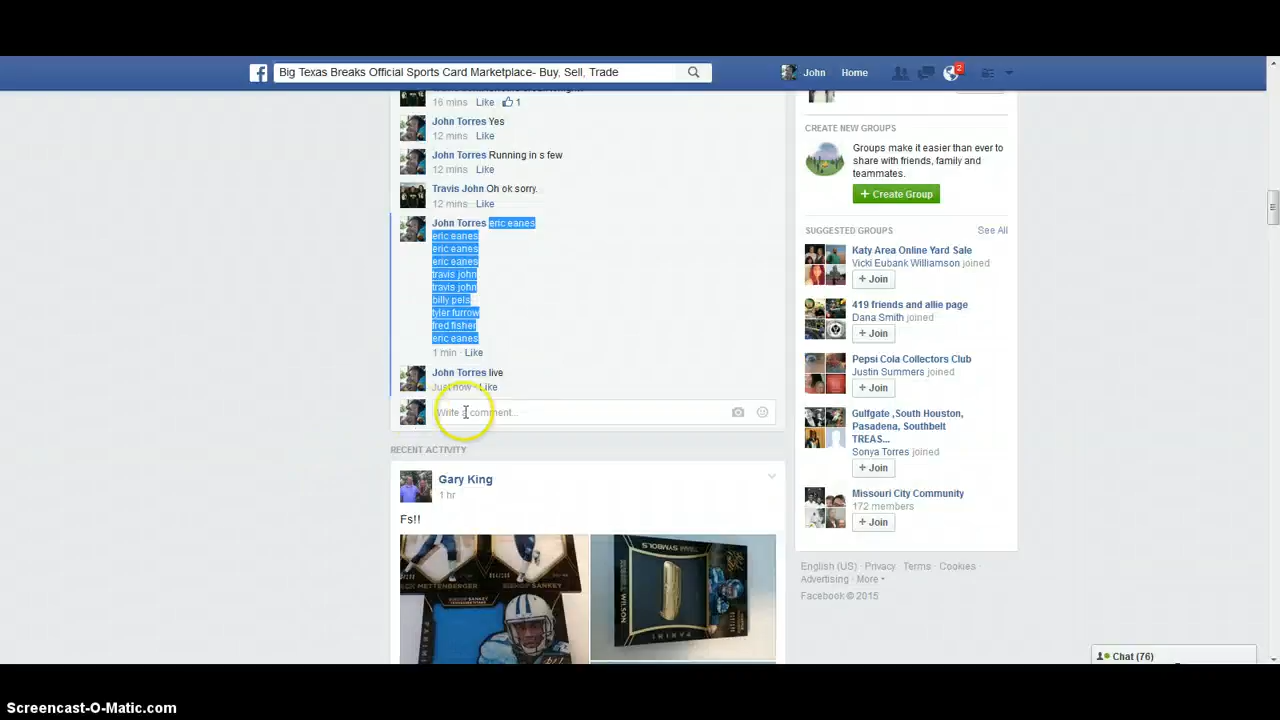 Big Texas Breaks Official Sports Card Marketplace- Buy, Sell, Trade
John Home 2
16 mins Like 1
John Torres Yes
12 mins Like
John Torres Running in s few
12 mins Like
Travis John Oh ok sorry.
12 mins · Like
John Torres eric eanes
eric eanes
eric eanes
eric eanes
travis john
travis john
billy pels
tyler furrow
fred fisher
eric eanes
1 min · Like
John Torres live
Just now · Like
Write a comment...
RECENT ACTIVITY
Gary King
1 hr
Fs!!
SANKEY
PANINI
J. WILSON
PANINI
CREATE NEW GROUPS
Groups make it easier than ever to
share with friends, family and
teammates.
+ Create Group
SUGGESTED GROUPS See All
Katy Area Online Yard Sale
Vicki Eubank Williamson joined
+ Join
419 friends and allie page
Dana Smith joined
+ Join
Pepsi Cola Collectors Club
Justin Summers joined
+ Join
Gulfgate ,South Houston,
Pasadena, Southbelt
TREAS...
Sonya Torres joined
+ Join
Missouri City Community
172 members
+ Join
English (US) · Privacy · Terms · Cookies ·
Advertising · More
Facebook © 2015
Chat (76)
Screencast-O-Matic.com